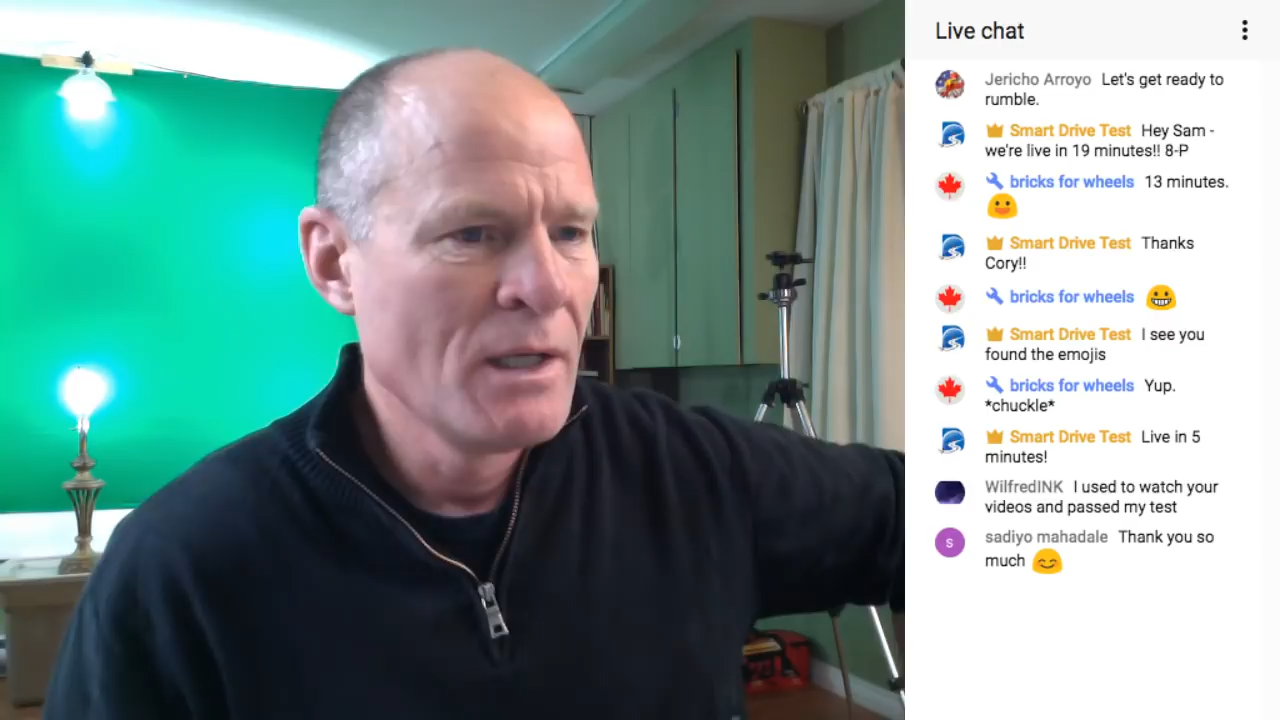 Live chat
Jericho Arroyo Let's get ready to
rumble.
Smart Drive Test Hey Sam -
we're live in 19 minutes!! 8-P
bricks for wheels 13 minutes.
Smart Drive Test Thanks
Cory!!
bricks for wheels
Smart Drive Test I see you
found the emojis
bricks for wheels Yup.
*chuckle*
Smart Drive Test Live in 5
minutes!
WilfredINK I used to watch your
videos and passed my test
S
sadiyo mahadale Thank you so
much